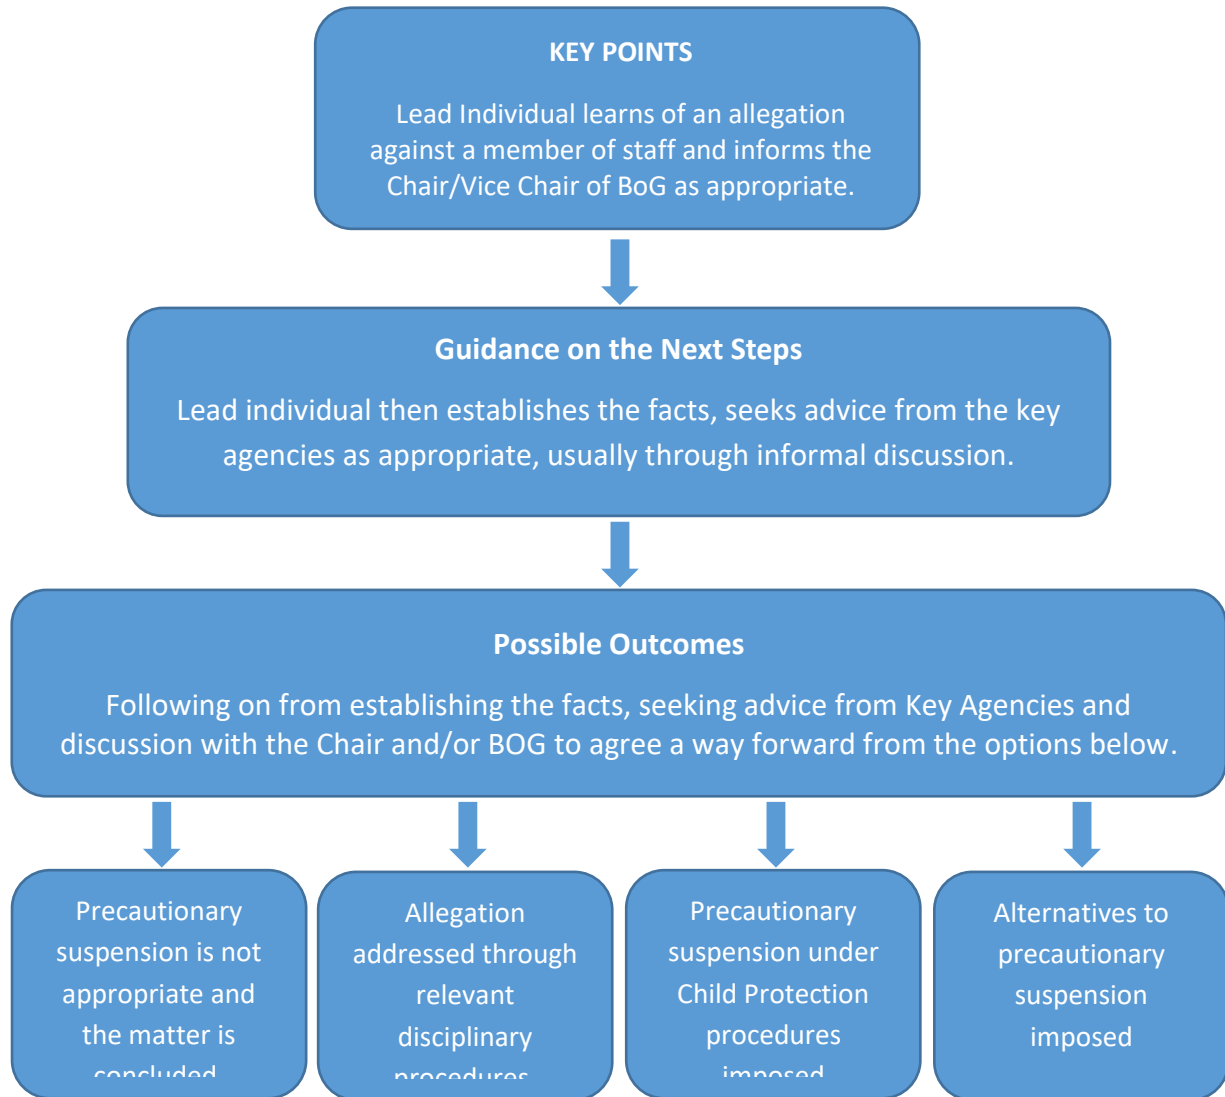 KEY POINTS
Lead Individual learns of an allegation
against a member of staff and informs the
Chair/Vice Chair of BoG as appropriate.
Guidance on the Next Steps
Lead individual then establishes the facts, seeks advice from the key
agencies as appropriate, usually through informal discussion.
Possible Outcomes
Following on from establishing the facts, seeking advice from Key Agencies and
discussion with the Chair and/or BOG to agree a way forward from the options below.
Precautionary
suspension is not
appropriate and
the matter is
concluded
Allegation
addressed through
relevant
disciplinary
procedures
Precautionary
suspension under
Child Protection
procedures
imposed
Alternatives to
precautionary
suspension
imposed